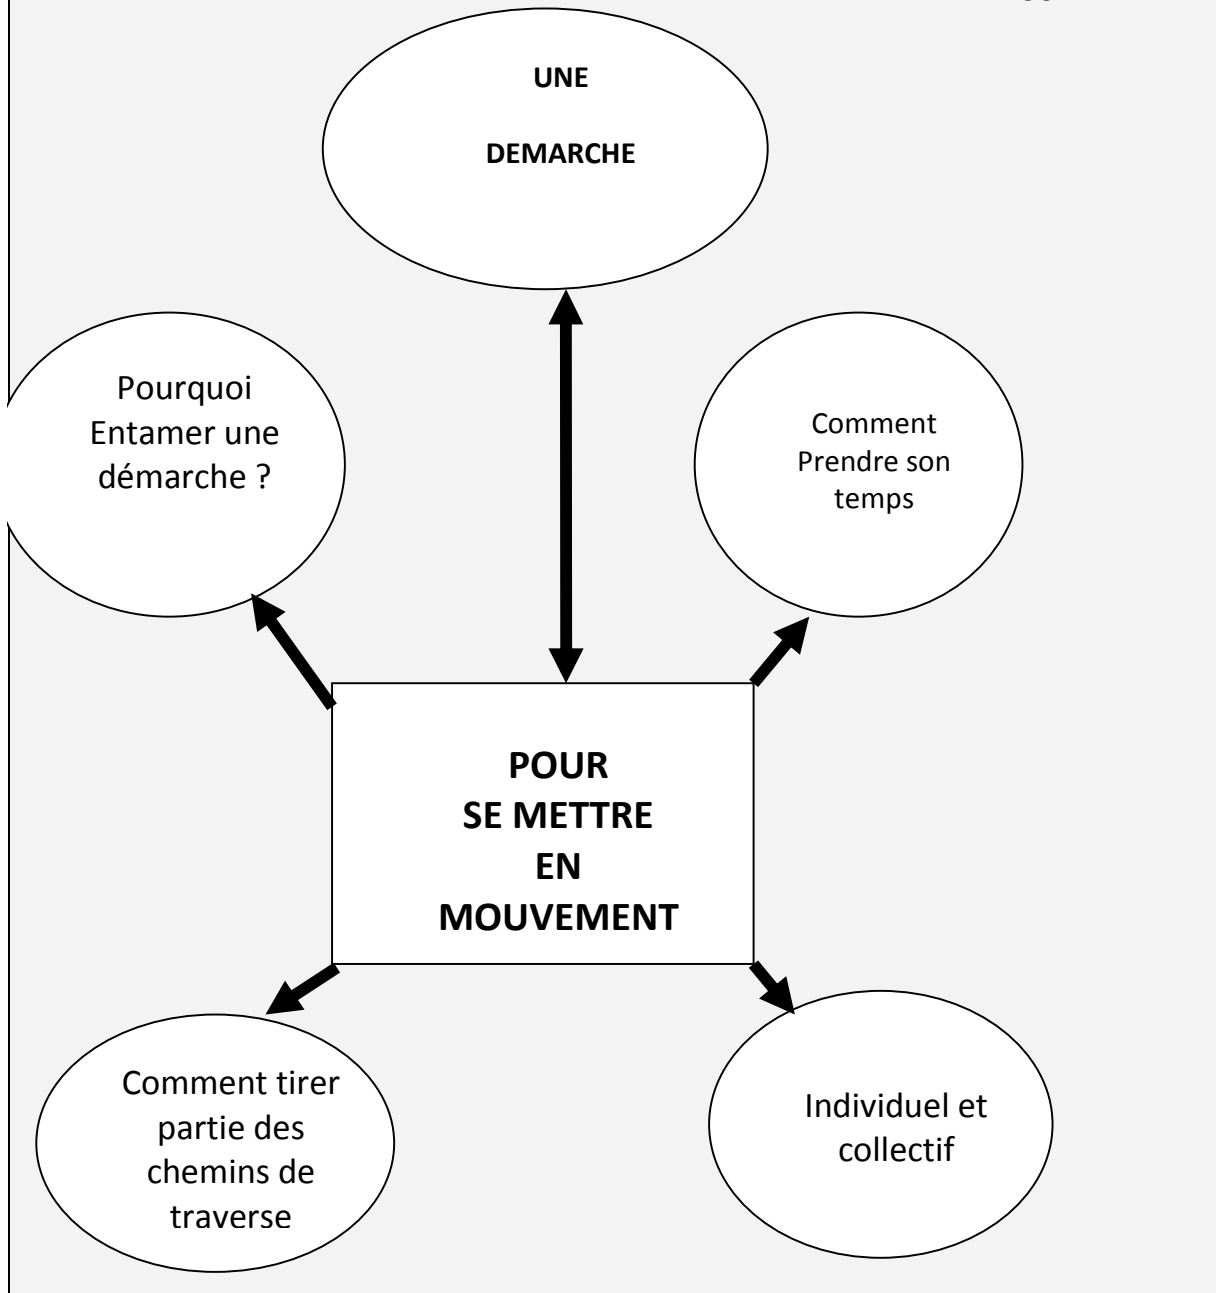 UNE
DEMARCHE
Pourquoi
Entamer une
démarche ?
Comment
Prendre son
temps
POUR
SE METTRE
EN
MOUVEMENT
Comment tirer
partie des
chemins de
traverse
Individuel et
collectif